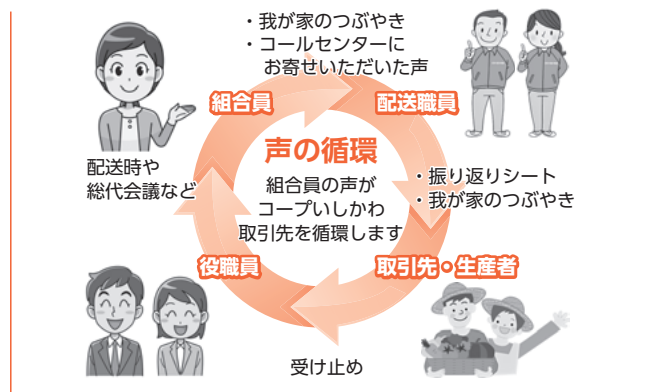 ・我が家のつぶやき
・コールセンターに
お寄せいただいた声
組合員
配送職員
声の循環
組合員の声が
コープいしかわ
取引先を循環します
配送時や
総代会議など
・振り返りシート
・我が家のつぶやき
役職員
取引先・生産者
受け止め